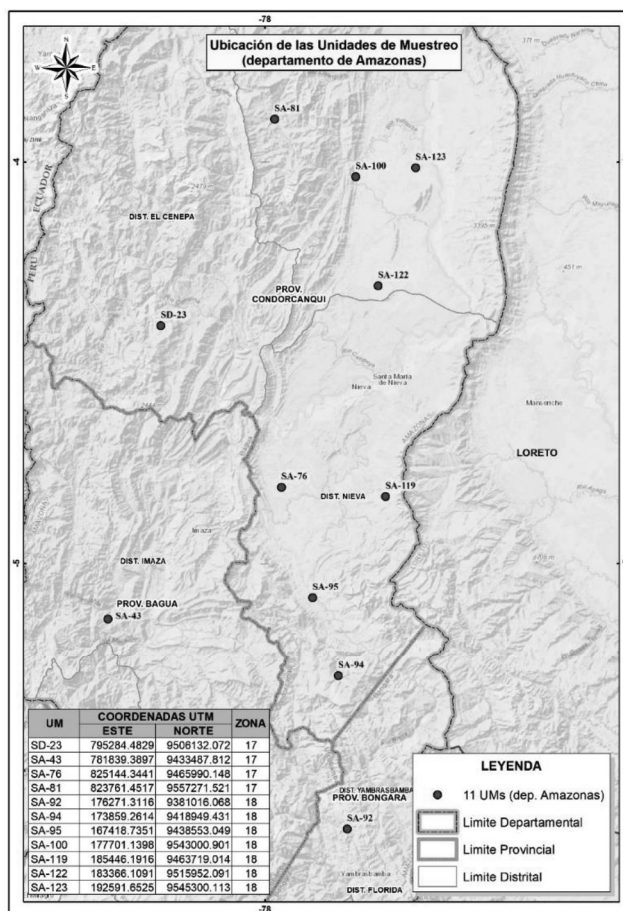 -78
Ubicación de las Unidades de Muestreo
(departamento de Amazonas)
N
W E
S
SA-81
-4
SA-100
SA-123
ECUADOR
PERU
DIST. EL CENEPA
SA-122
PROV.
CONDORCANQUI
451 m
SD-23
Santa María
de Nieva
Nieva
Manseriche
LORETO
SA-76
DIST. NIEVA
SA-119
Imaza
DIST. IMAZA
-5
SA-95
PROV. BAGUA
SA-43
SA-94
UM COORDENADAS UTM ZONA
ESTE NORTE
SD-23 795284.4829 9506132.072 17
SA-43 781839.3897 9433487.812 17
SA-76 825144.3441 9465990.148 17
SA-81 823761.4517 9557271.521 17
SA-92 176271.3116 9381016.068 18
SA-94 173859.2614 9418949.431 18
SA-95 167418.7351 9438553.049 18
SA-100 177701.1398 9543000.901 18
SA-119 185446.1916 9463719.014 18
SA-122 183366.1091 9515952.091 18
SA-123 192591.6525 9545300.113 18
DIST. YAMBRASBAMBA
PROV. BONGARA
SA-92
Yambrasbamba
DIST. FLORIDA
LEYENDA
11 UMs (dep. Amazonas)
Limite Departamental
Limite Provincial
Limite Distrital
-78